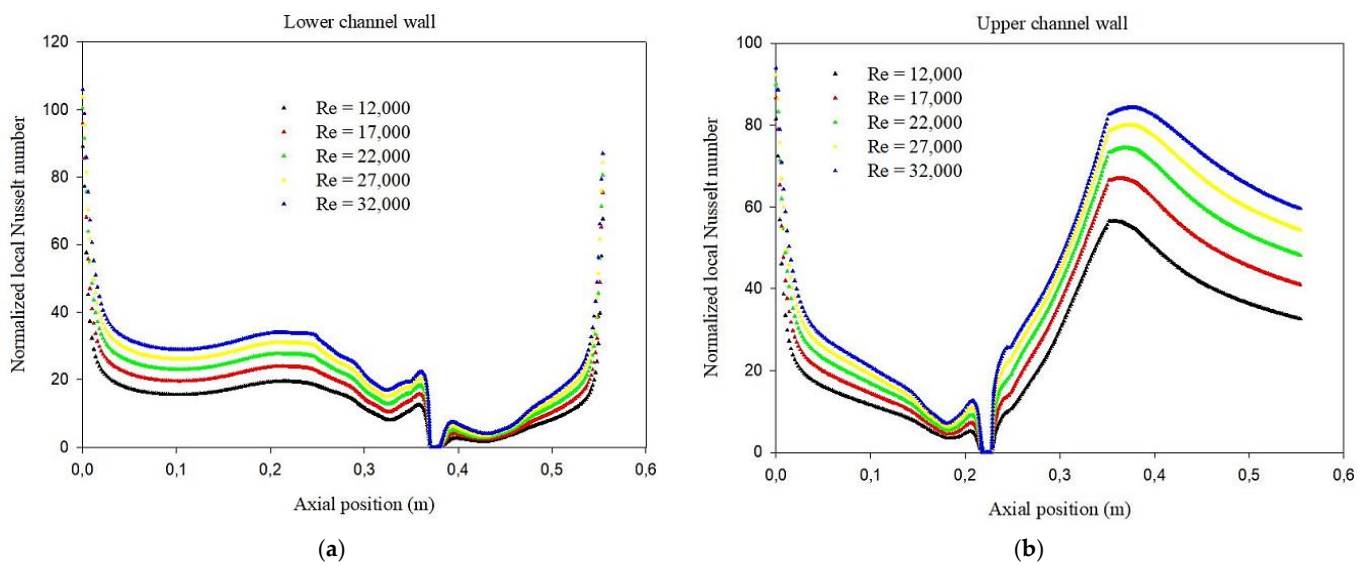 Lower channel wall
120
100
80
60
40
20
0
Normalized local Nusselt number
Re = 12,000
Re = 17,000
Re = 22,000
Re = 27,000
Re = 32,000
0,0 0,1 0,2 0,3 0,4 0,5 0,6
Axial position (m)
(a)
Upper channel wall
100
80
60
40
20
0
Normalized local Nusselt number
Re = 12,000
Re = 17,000
Re = 22,000
Re = 27,000
Re = 32,000
0,0 0,1 0,2 0,3 0,4 0,5 0,6
Axial position (m)
(b)